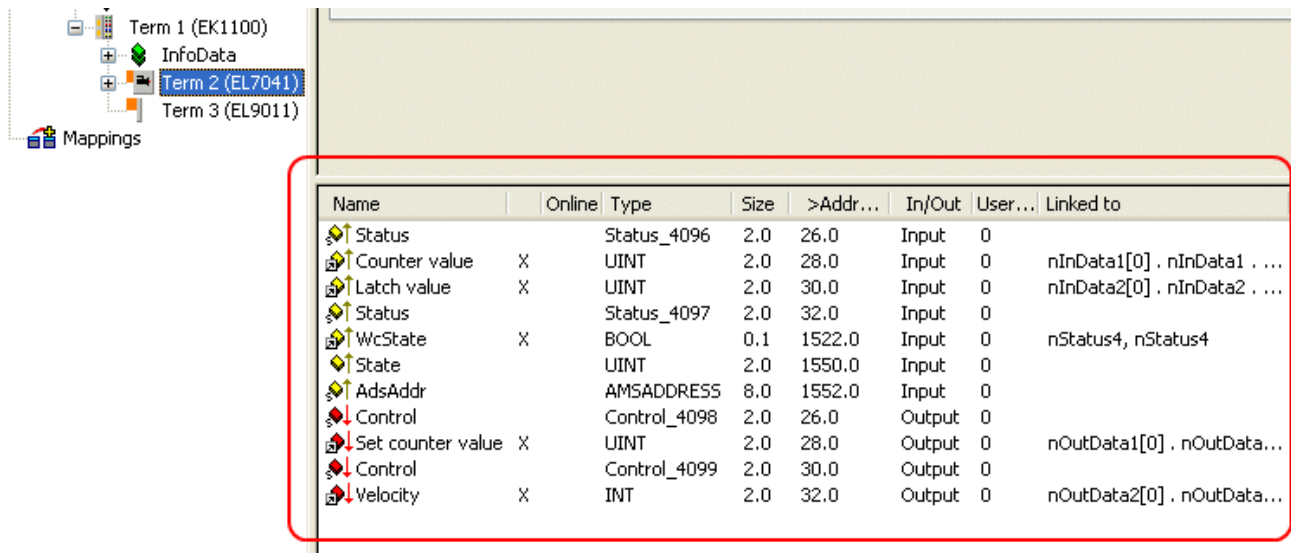 Term 1 (EK1100)
InfoData
Term 2 (EL7041)
Term 3 (EL9011)
Mappings
Name Online Type Size >Addr... In/Out User... Linked to
Status Status_4096 2.0 26.0 Input 0
Counter value X UINT 2.0 28.0 Input 0 nInData1[0] . nInData1 . ...
Latch value X UINT 2.0 30.0 Input 0 nInData2[0] . nInData2 . ...
Status Status_4097 2.0 32.0 Input 0
WcState X BOOL 0.1 1522.0 Input 0 nStatus4, nStatus4
State UINT 2.0 1550.0 Input 0
AdsAddr AMSADDRESS 8.0 1552.0 Input 0
Control Control_4098 2.0 26.0 Output 0
Set counter value X UINT 2.0 28.0 Output 0 nOutData1[0] . nOutData...
Control Control_4099 2.0 30.0 Output 0
Velocity X INT 2.0 32.0 Output 0 nOutData2[0] . nOutData...